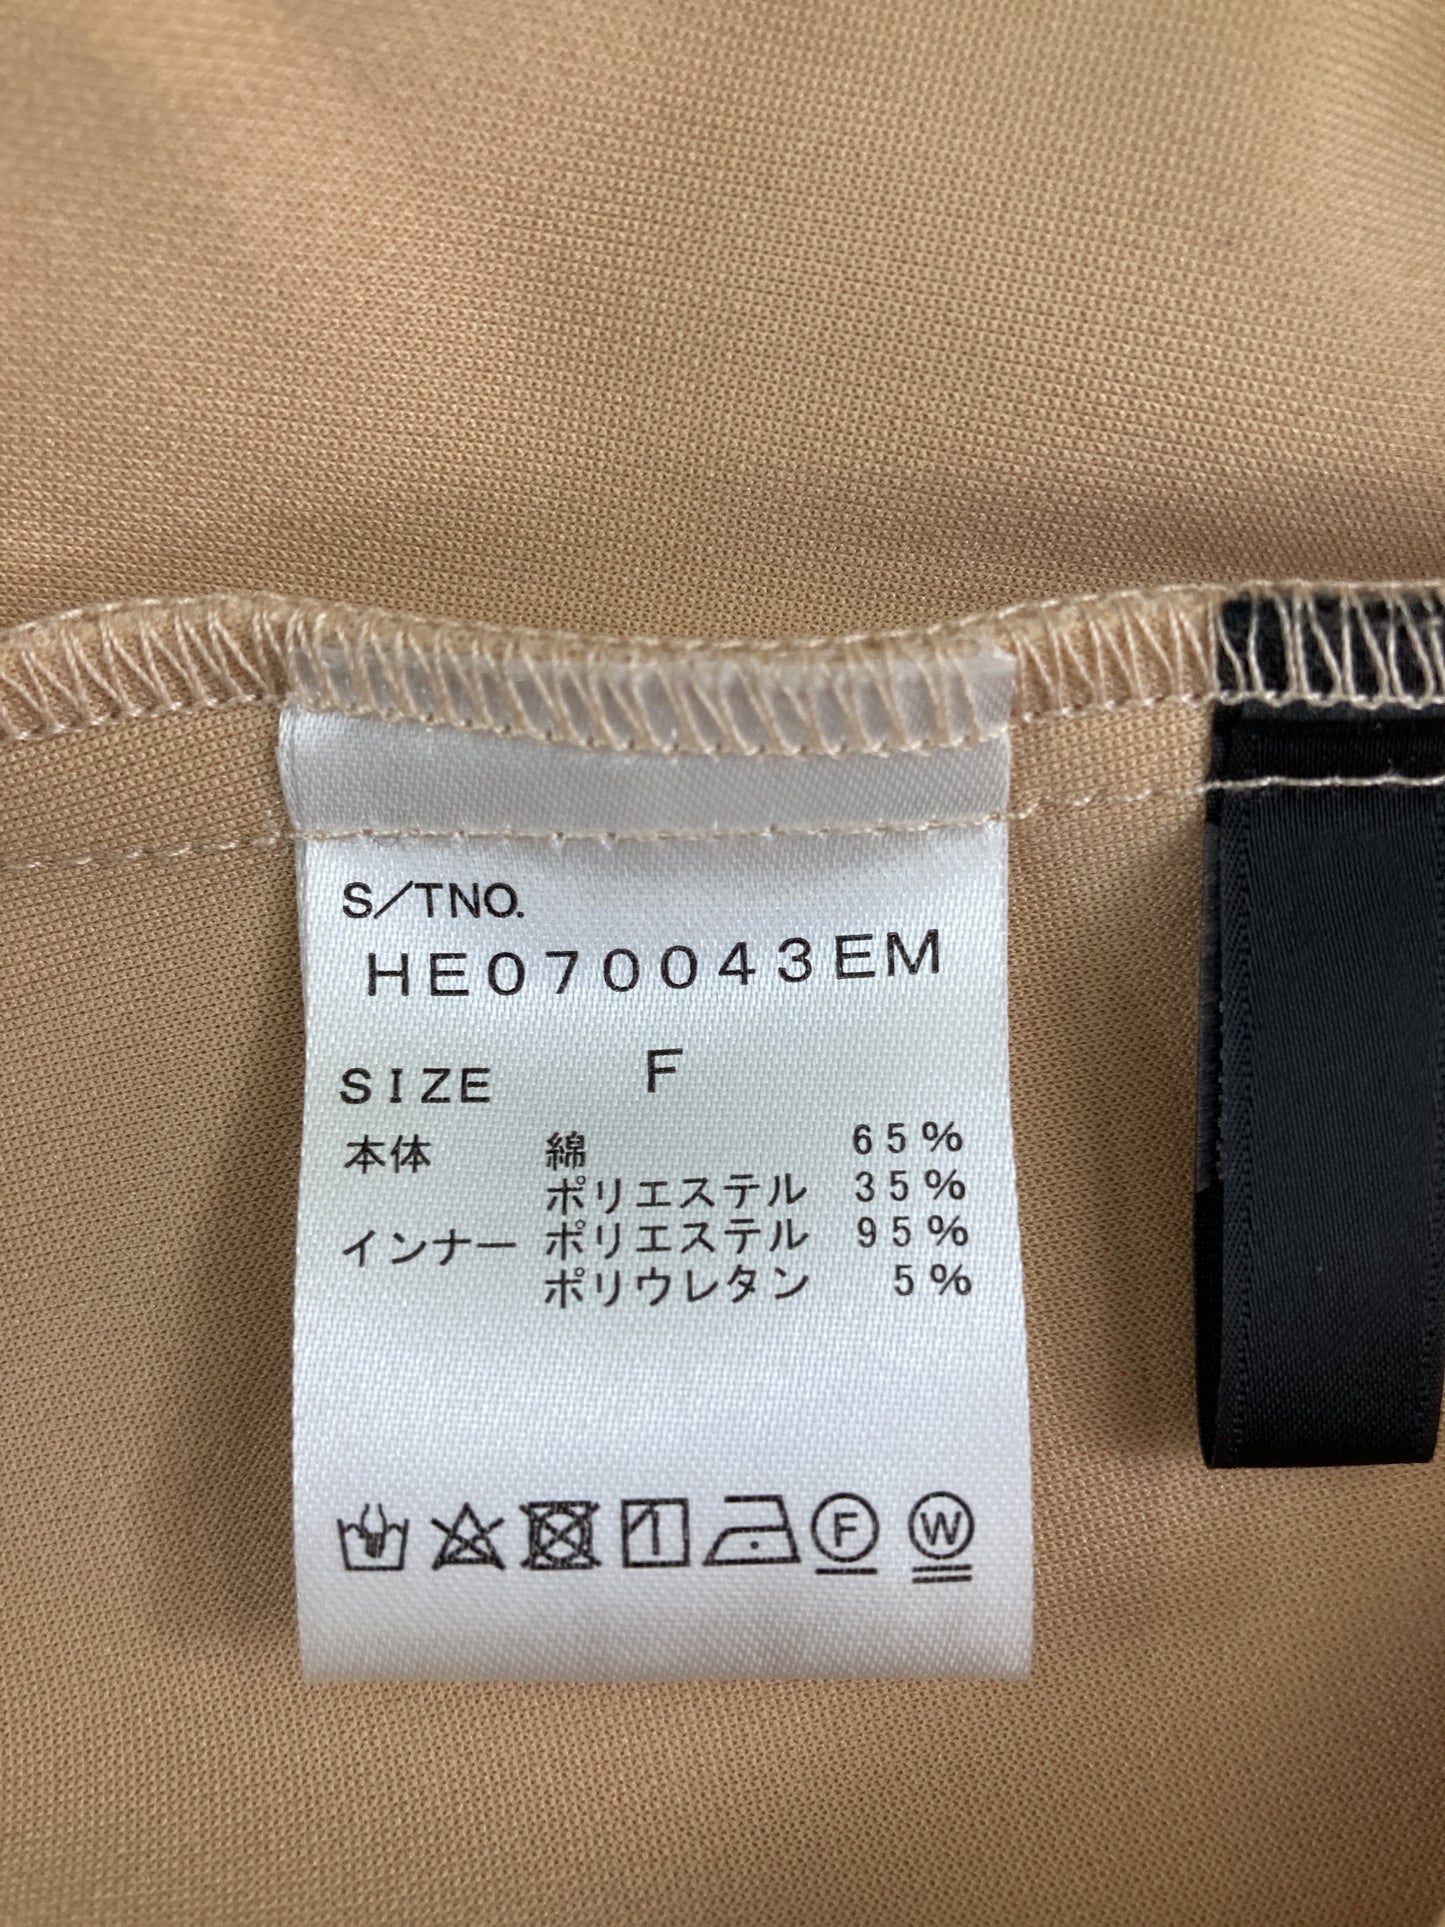 S/TNO.
HE070043EM
SIZE F
本体 綿 65%
ポリエステル 35%
インナー ポリエステル 95%
ポリウレタン 5%
F W